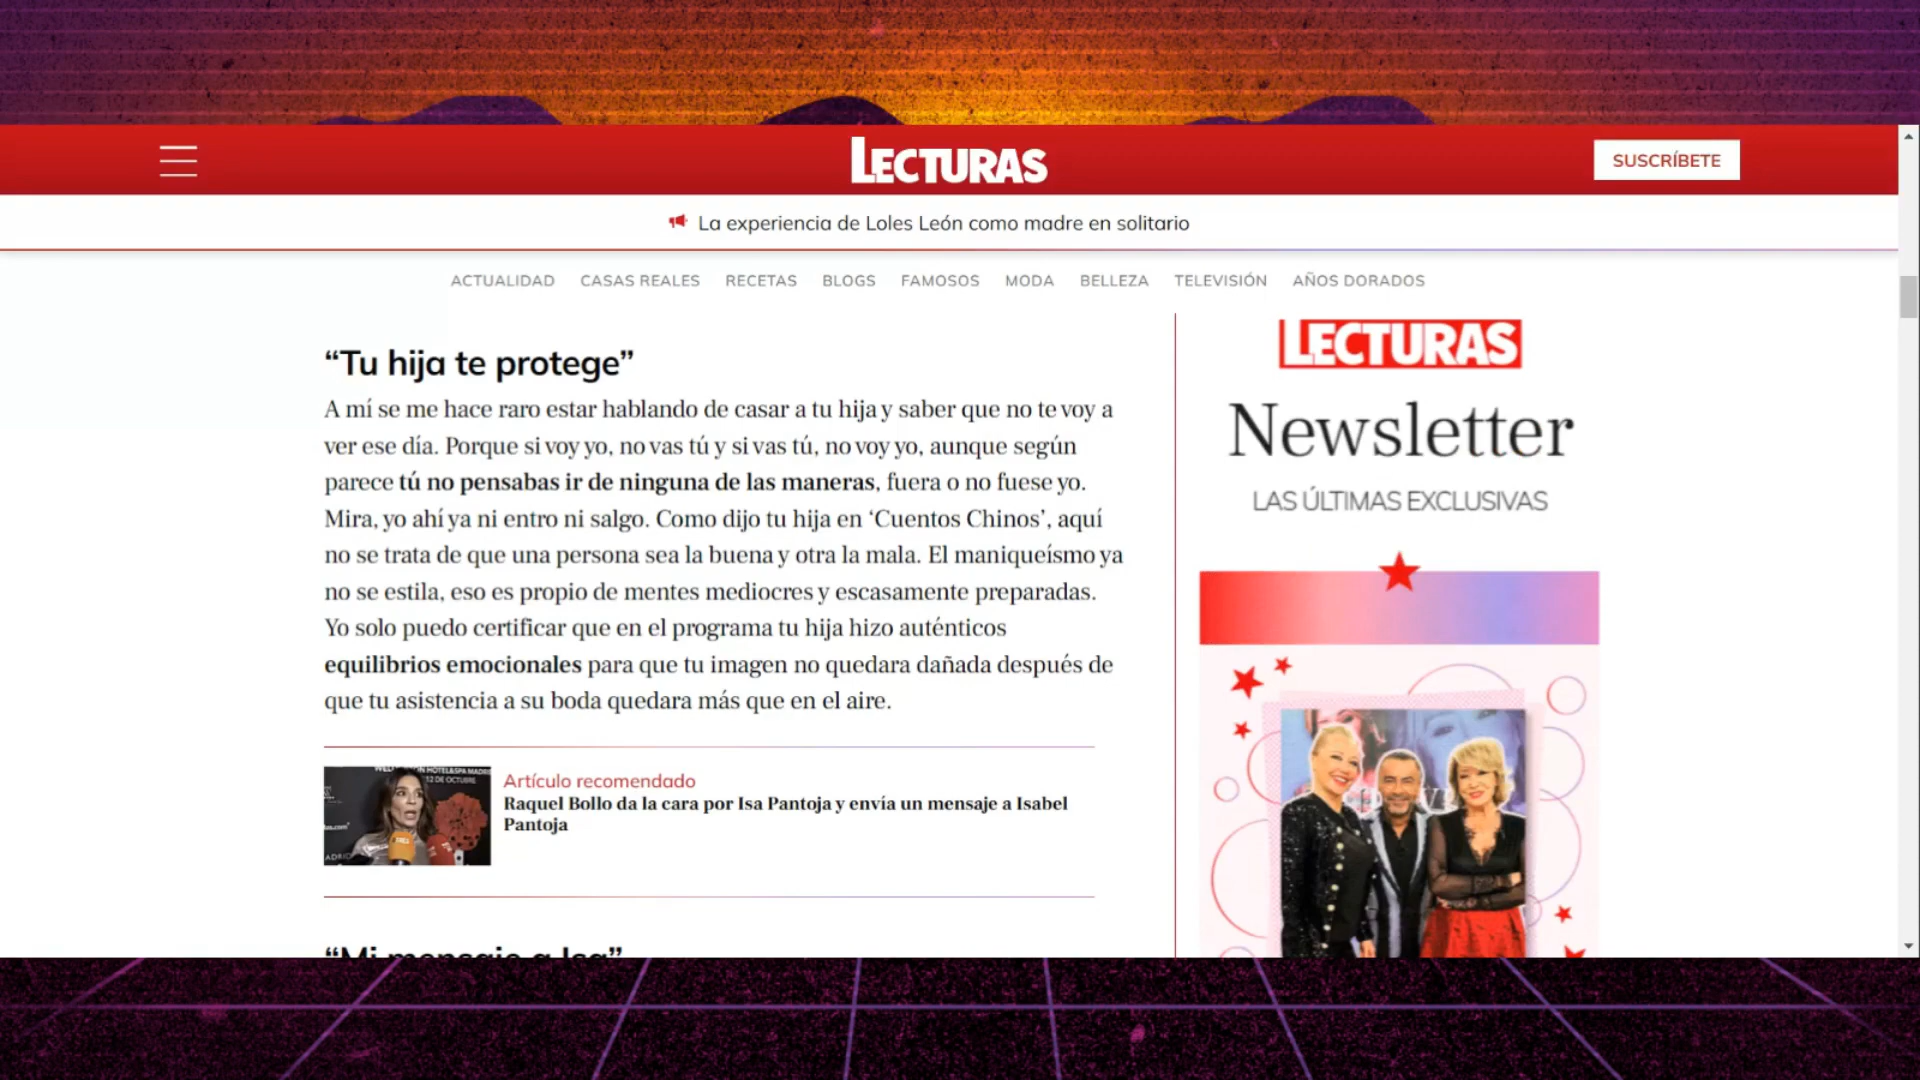 LECTURAS
SUSCRÍBETE
La experiencia de Loles León como madre en solitario
ACTUALIDAD CASAS REALES RECETAS BLOGS FAMOSOS MODA BELLEZA TELEVISIÓN AÑOS DORADOS
“Tu hija te protege”
A mí se me hace raro estar hablando de casar a tu hija y saber que no te voy a
ver ese día. Porque si voy yo, no vas tú y si vas tú, no voy yo, aunque según
parece tú no pensabas ir de ninguna de las maneras, fuera o no fuese yo.
Mira, yo ahí ya ni entro ni salgo. Como dijo tu hija en ‘Cuentos Chinos’, aquí
no se trata de que una persona sea la buena y otra la mala. El maniqueísmo ya
no se estila, eso es propio de mentes mediocres y escasamente preparadas.
Yo solo puedo certificar que en el programa tu hija hizo auténticos
equilibrios emocionales para que tu imagen no quedara dañada después de
que tu asistencia a su boda quedara más que en el aire.
12 DE OCTUBRE
Artículo recomendado
Raquel Bollo da la cara por Isa Pantoja y envía un mensaje a Isabel
Pantoja
“Mi mensaje a Isa”
LECTURAS
Newsletter
LAS ÚLTIMAS EXCLUSIVAS